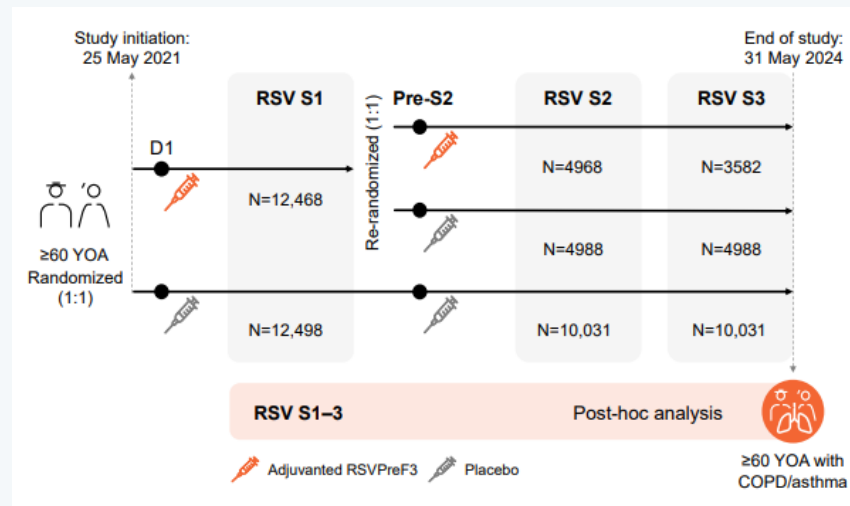 Study initiation:
25 May 2021
End of study:
31 May 2024
RSV S1
Pre-S2
RSV S2
RSV S3
D1
Re-randomized (1:1)
N=12,468
N=4968
N=3582
≥60 YOA
Randomized
(1:1)
N=4988
N=4988
N=12,498
N=10,031
N=10,031
RSV S1–3
Post-hoc analysis
Adjuvanted RSVPreF3
Placebo
≥60 YOA with
COPD/asthma